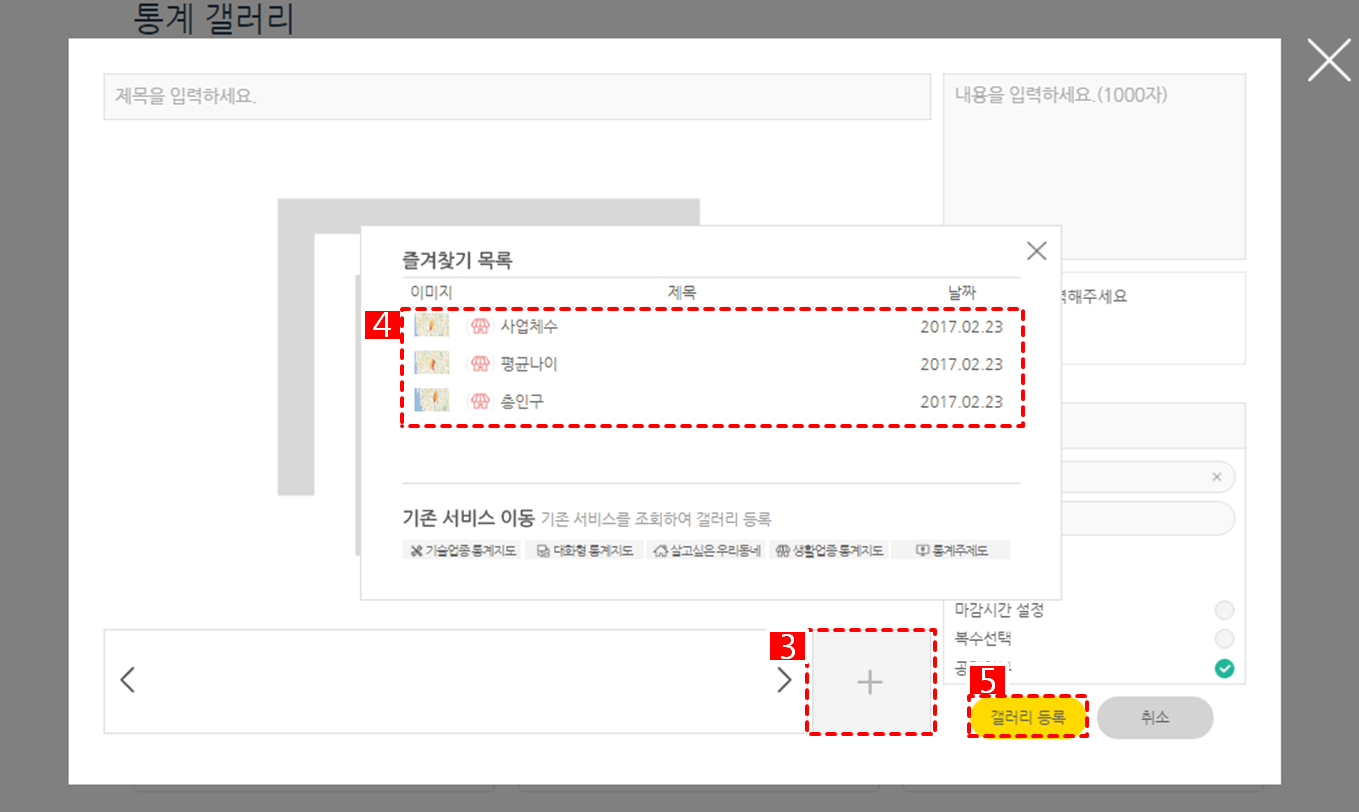 통계 갤러리
제목을 입력하세요.
내용을 입력하세요.(1000자)
즐겨찾기 목록
이미지 제목 날짜
4
사업체수 2017.02.23
평균나이 2017.02.23
총인구 2017.02.23
해주세요
기존 서비스 이동 기존 서비스를 조회하여 갤러리 등록
기술업종 통계지도 대화형 통계지도 살고싶은 우리동네 생활업종 통계지도 통계주제도
마감시간 설정
복수선택
3
5
갤러리 등록 취소